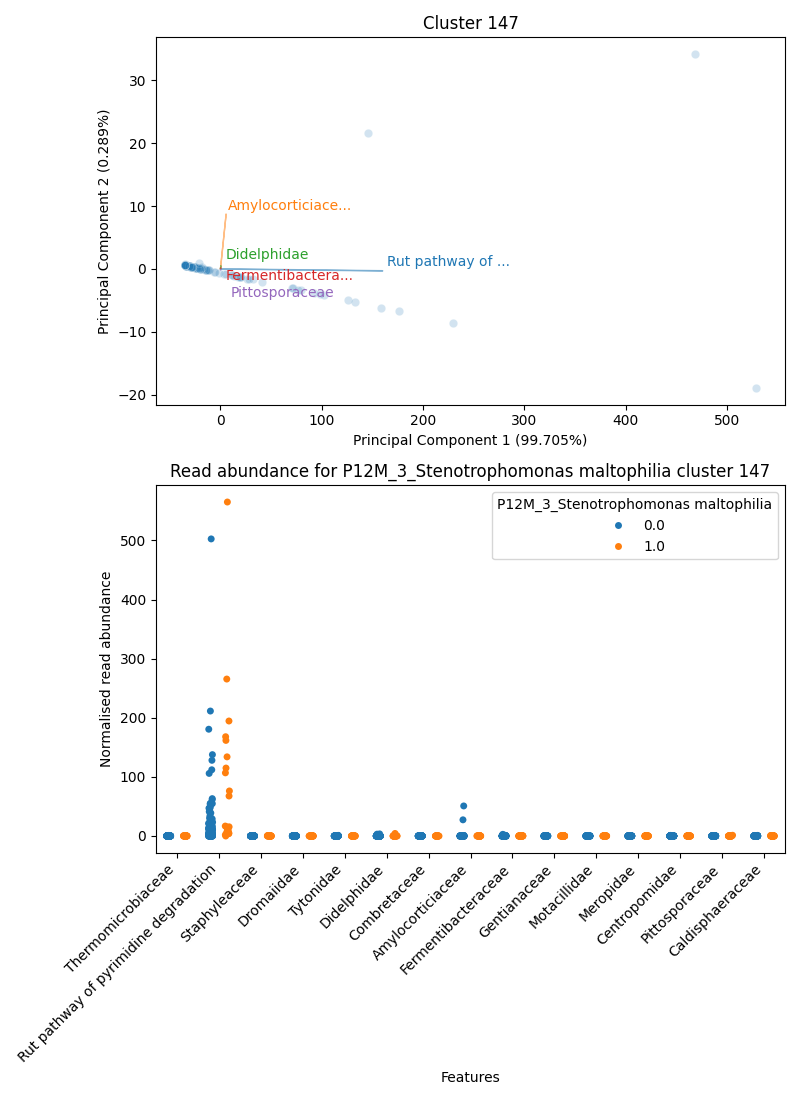 Cluster 147
Principal Component 2 (0.289%)
30
20
10
0
−10
−20
Amylocorticiace...
Didelphidae
Rut pathway of ...
Fermentibactera...
Pittosporaceae
0
100
200
300
400
500
Principal Component 1 (99.705%)
Read abundance for P12M_3_Stenotrophomonas maltophilia cluster 147
Normalised read abundance
500
400
300
200
100
0
P12M_3_Stenotrophomonas maltophilia
0.0
1.0
Thermomicrobiaceae
Rut pathway of pyrimidine degradation
Staphyleaceae
Dromaiidae
Tytonidae
Didelphidae
Combretaceae
Amylocorticiaceae
Fermentibacteraceae
Gentianaceae
Motacillidae
Meropidae
Centropomidae
Pittosporaceae
Caldisphaeraceae
Features